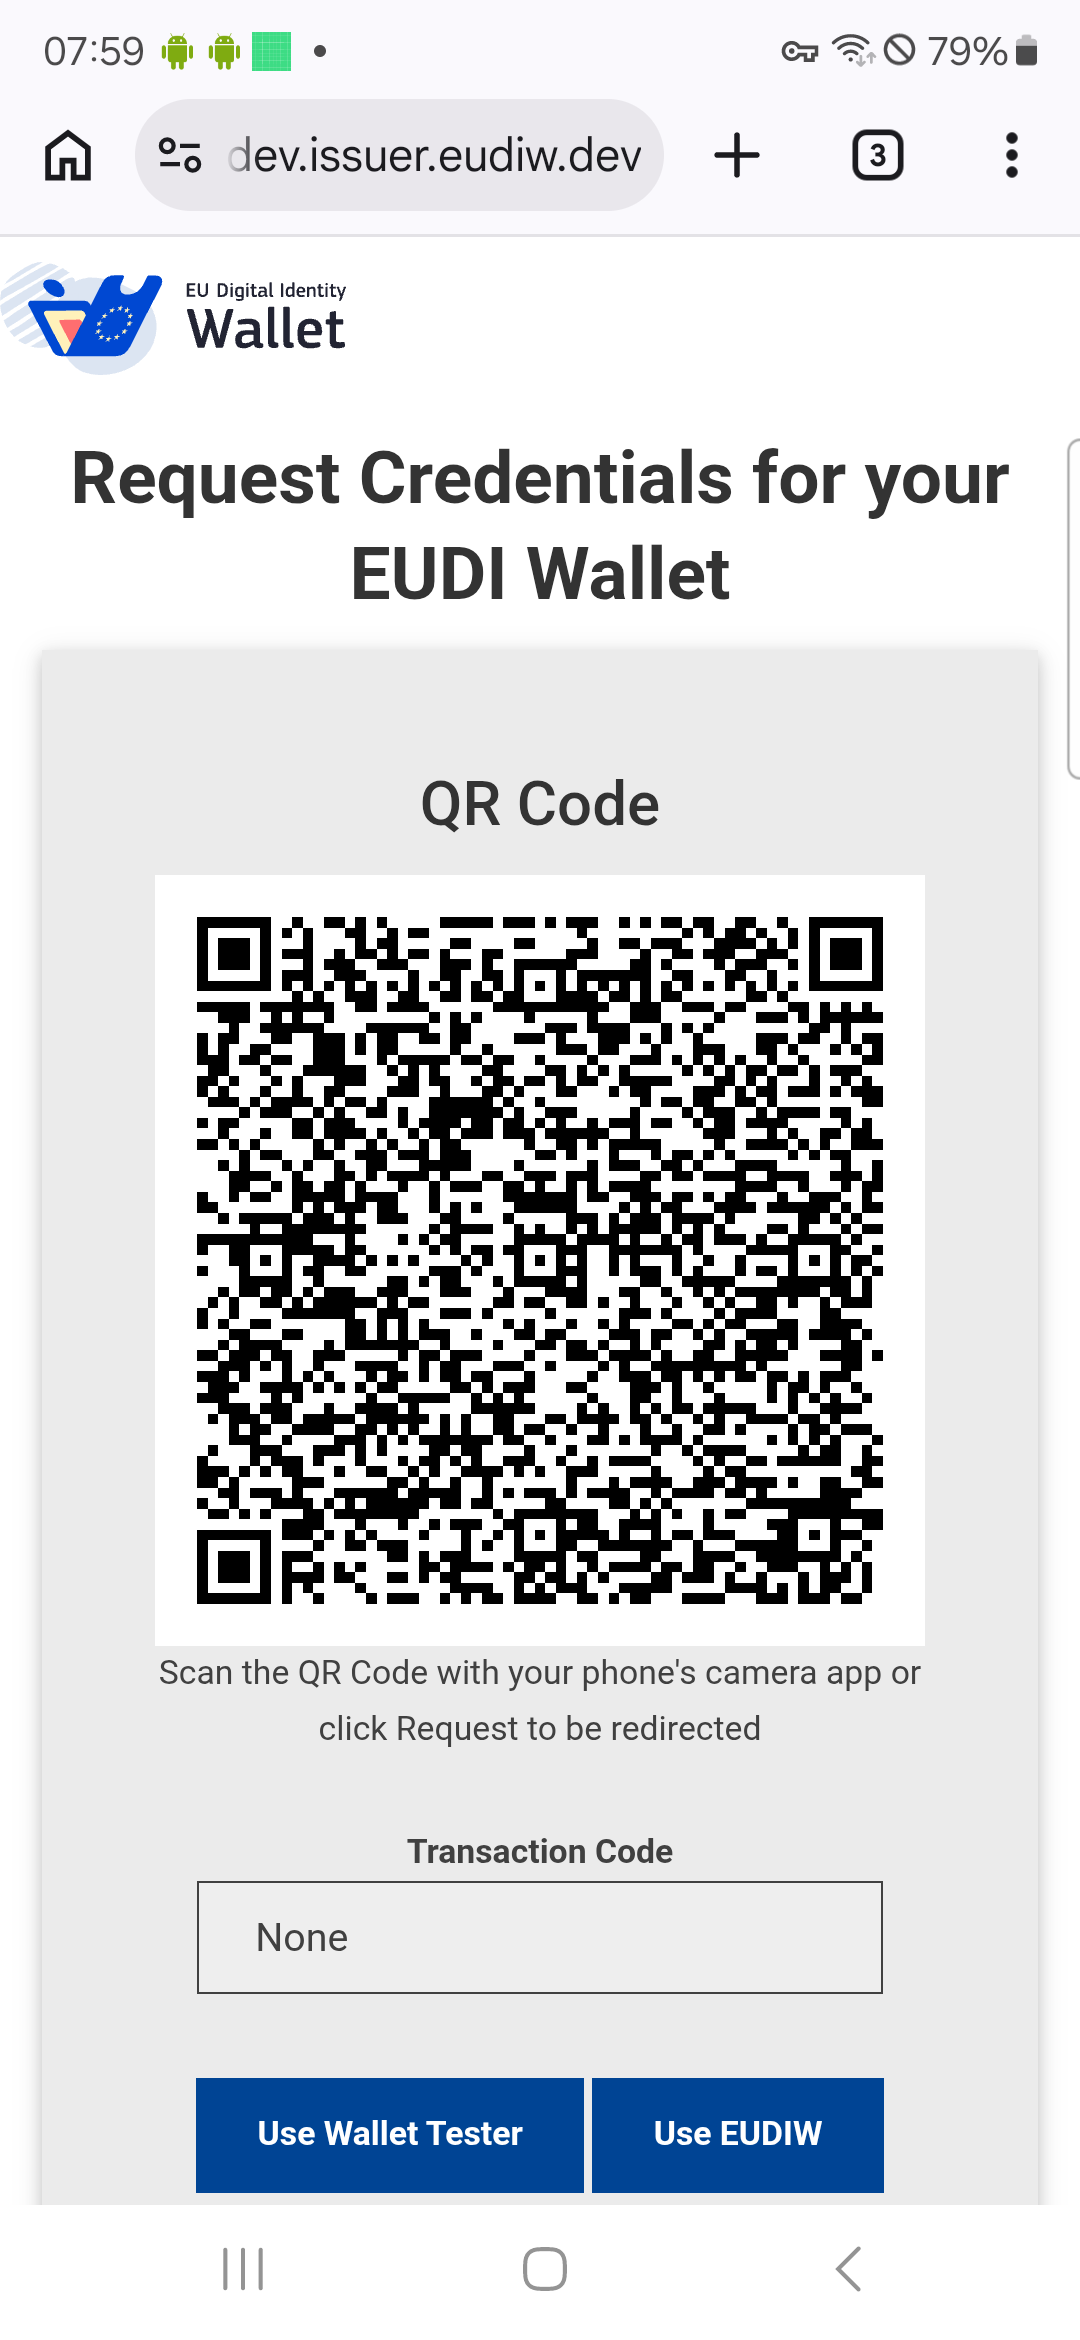 07:59
79%
dev.issuer.eudiw.dev
3
EU Digital Identity
Wallet
Request Credentials for your
EUDI Wallet
QR Code
Scan the QR Code with your phone's camera app or
click Request to be redirected
Transaction Code
None
Use Wallet Tester
Use EUDIW